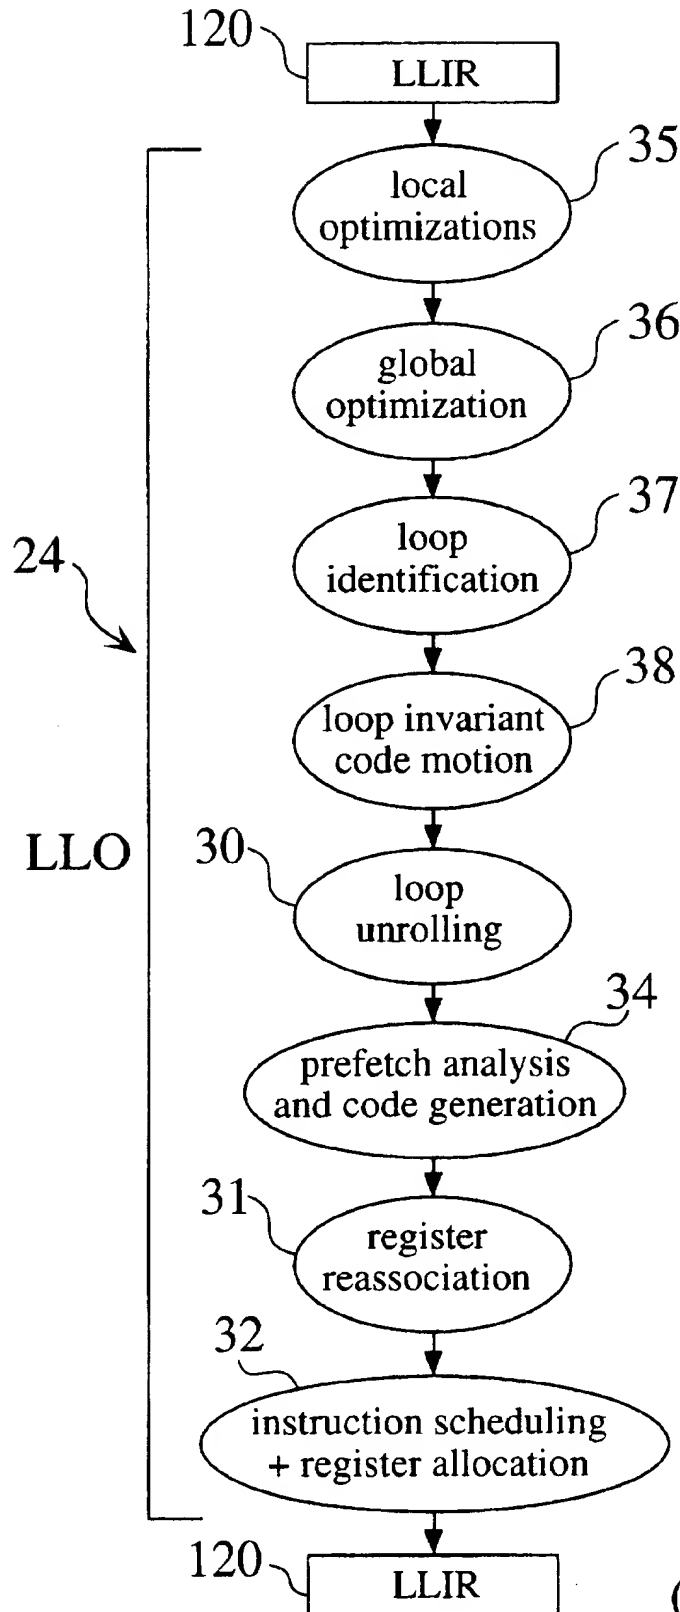 120
LLIR
35
local
optimizations
36
global
optimization
37
loop
identification
24
38
loop invariant
code motion
LLO
30
loop
unrolling
34
prefetch analysis
and code generation
31
register
reassociation
32
instruction scheduling
+ register allocation
120
LLIR
(